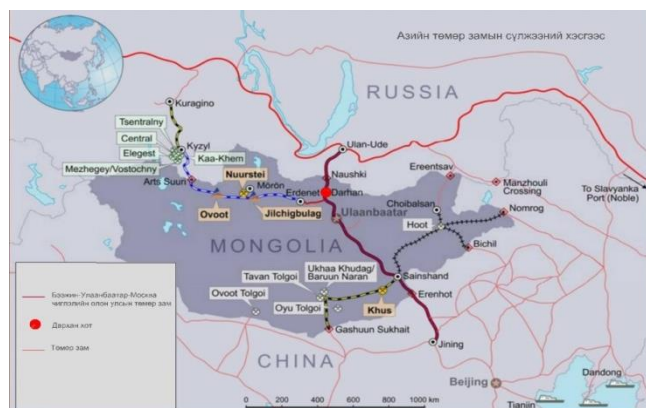 Азийн төмөр замын сүлжээний хэсгээс
RUSSIA
Kuragino
Tsentralny
Central
Elegest
Mezhegey/Vostochny
Kyzyl
Kaa-Khem
Arts Suuri
Nuurstei
Mörön
Ovoot
Jilchigbulag
Erdenet
Ulan-Ude
Naushki
Darhan
Ulaanbaatar
Ereentsav
Manzhouli
Crossing
Choibalsan
Nomrog
To Slavyanka
Port (Noble)
Hoot
Bichil
MONGOLIA
Ukhaa Khudag/
Baruun Naran
Tavan Tolgoi
Sainshand
Ovoot Tolgoi
Oyu Tolgoi
Khus
Erenhot
Gashuun Sukhait
CHINA
Jining
Beijing
Dandong
Tianjin
Бээжин-УлаанБаатар-Москва
чиглэлийн олон улсын төмөр зам
Дархан хот
Төмөр зам
0 200 400 600 800 1000 km